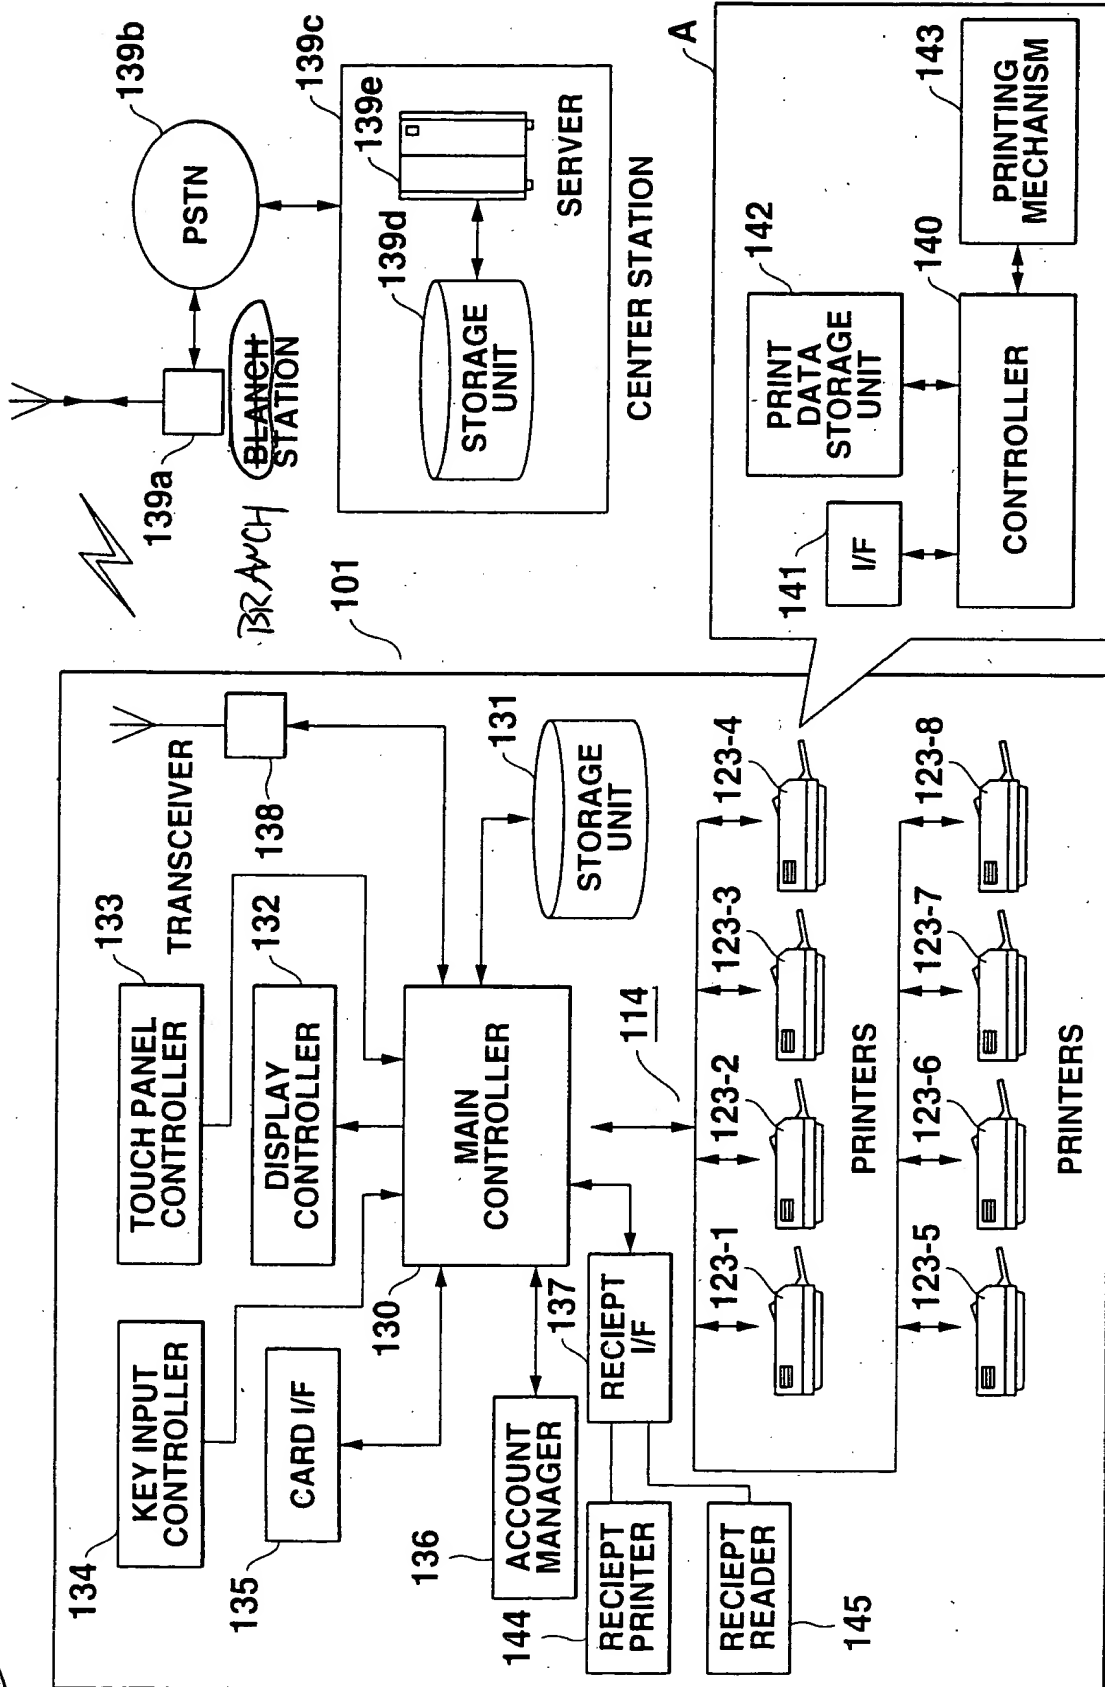 133
TOUCH PANEL
CONTROLLER
134
KEY INPUT
CONTROLLER
TRANSCEIVER
138
132
DISPLAY
CONTROLLER
135
CARD I/F
130
MAIN
CONTROLLER
131
STORAGE
UNIT
136
ACCOUNT
MANAGER
137
RECIEPT
I/F
144
RECIEPT
PRINTER
145
RECIEPT
READER
114
123-1
123-2
123-3
123-4
PRINTERS
123-5
123-6
123-7
123-8
PRINTERS
101
139a
BLANCH
STATION
BRANCH
139b
PSTN
139c
139d
STORAGE
UNIT
139e
SERVER
CENTER STATION
A
141
I/F
142
PRINT
DATA
STORAGE
UNIT
140
CONTROLLER
143
PRINTING
MECHANISM